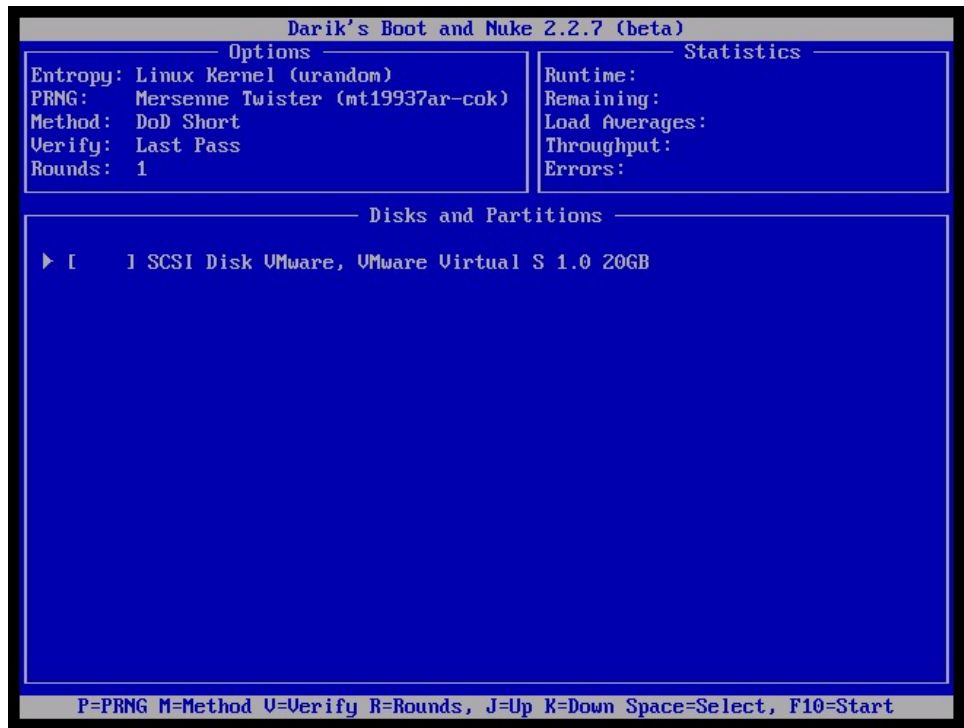 Darik's Boot and Nuke 2.2.7 (beta)
Options
Entropy: Linux Kernel (urandom)
PRNG: Mersenne Twister (mt19937ar-cok)
Method: DoD Short
Verify: Last Pass
Rounds: 1
Statistics
Runtime:
Remaining:
Load Averages:
Throughput:
Errors:
Disks and Partitions
▶ [    ] SCSI Disk VMware, VMware Virtual S 1.0 20GB
P=PRNG M=Method V=Verify R=Rounds, J=Up K=Down Space=Select, F10=Start